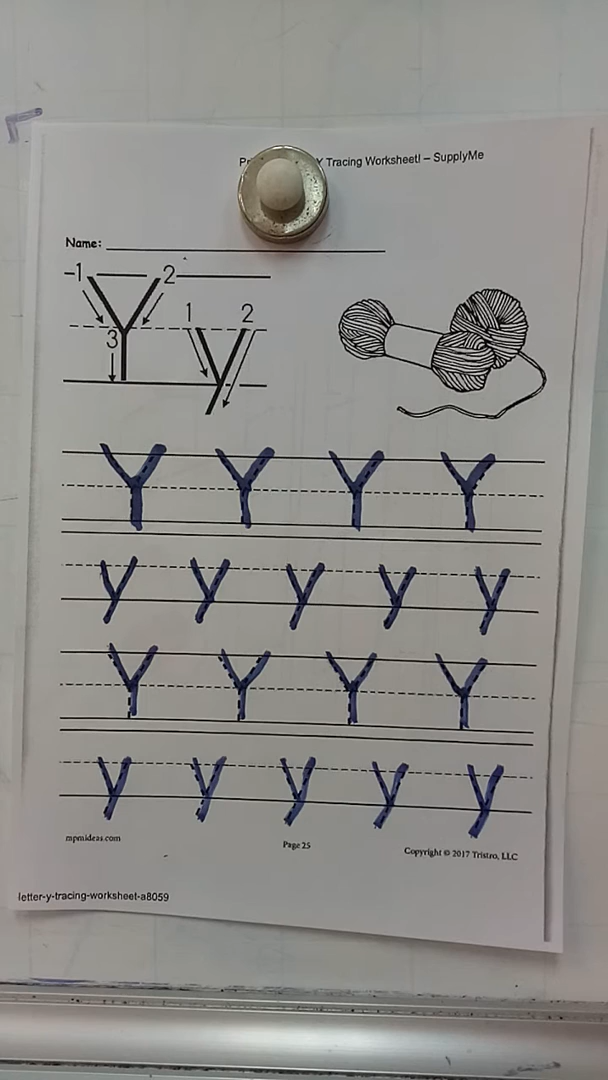 Y Tracing Worksheet! – SupplyMe
Name:
1 2
3
1 2
Y Y Y Y
y y y y y
Y Y Y Y
y y y y y
mpmideas.com Page 25 Copyright © 2017 Tristro, LLC
letter-y-tracing-worksheet-a8059